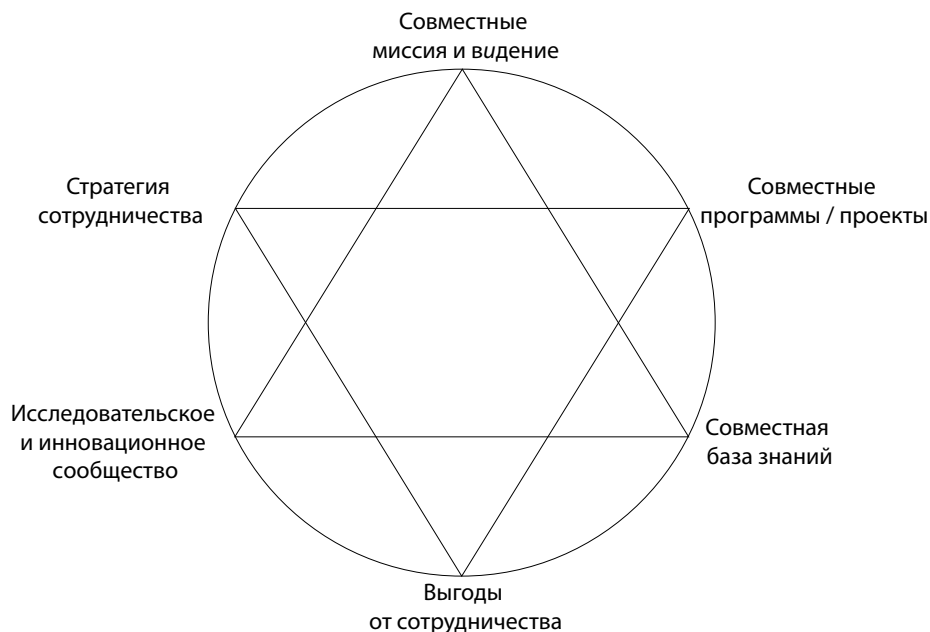 Совместные
миссия и видение
Стратегия
сотрудничества
Совместные
программы / проекты
Исследовательское
и инновационное
сообщество
Совместная
база знаний
Выгоды
от сотрудничества